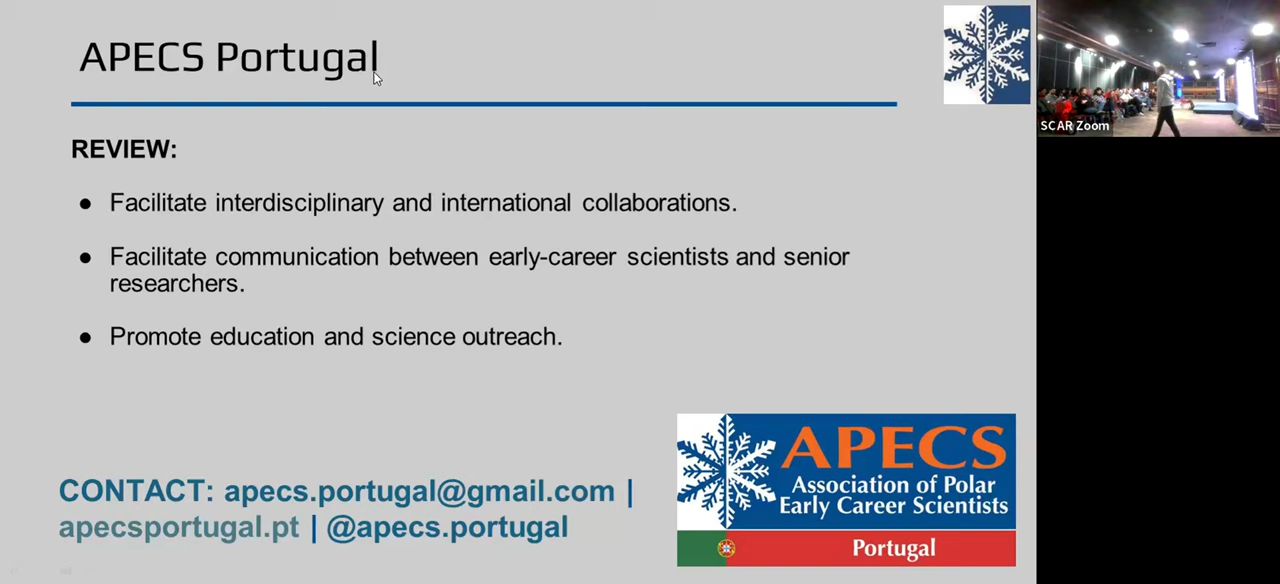 APECS Portugal
SCAR Zoom
REVIEW:
● Facilitate interdisciplinary and international collaborations.
● Facilitate communication between early-career scientists and senior
researchers.
● Promote education and science outreach.
CONTACT: apecs.portugal@gmail.com |
apecsportugal.pt | @apecs.portugal
APECS
Association of Polar
Early Career Scientists
Portugal